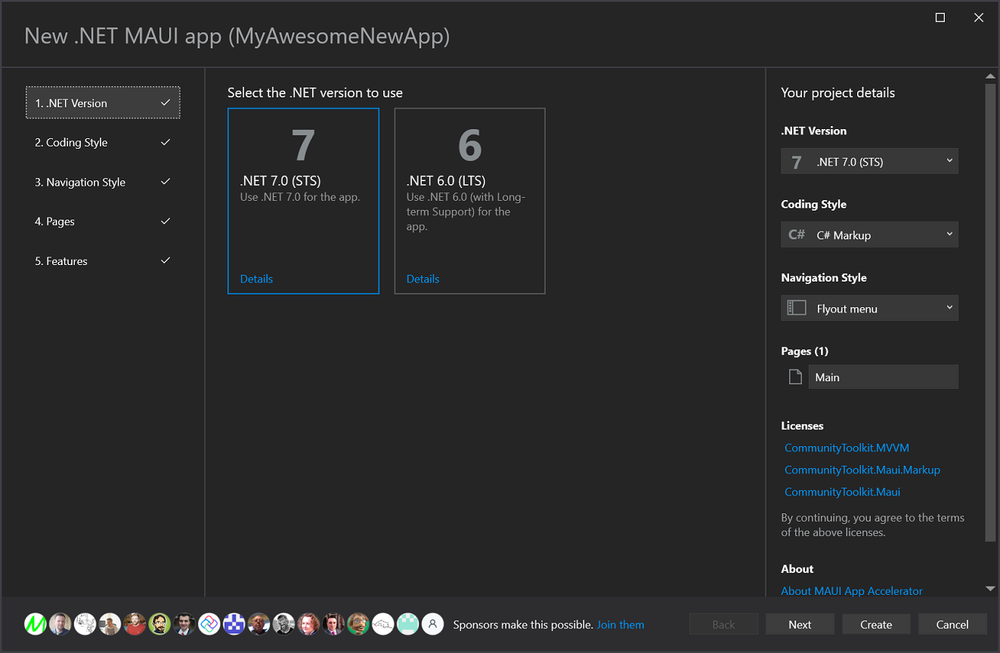 New .NET MAUI app (MyAwesomeNewApp)
1. .NET Version
2. Coding Style
3. Navigation Style
4. Pages
5. Features
Select the .NET version to use
7
.NET 7.0 (STS)
Use .NET 7.0 for the app.
Details
6
.NET 6.0 (LTS)
Use .NET 6.0 (with Long-
term Support) for the
app.
Details
Your project details
.NET Version
7 .NET 7.0 (STS)
Coding Style
C# C# Markup
Navigation Style
Flyout menu
Pages (1)
Main
Licenses
CommunityToolkit.MVVM
CommunityToolkit.Maui.Markup
CommunityToolkit.Maui
By continuing, you agree to the terms
of the above licenses.
About
About MAUI App Accelerator
Sponsors make this possible. Join them
Back
Next
Create
Cancel